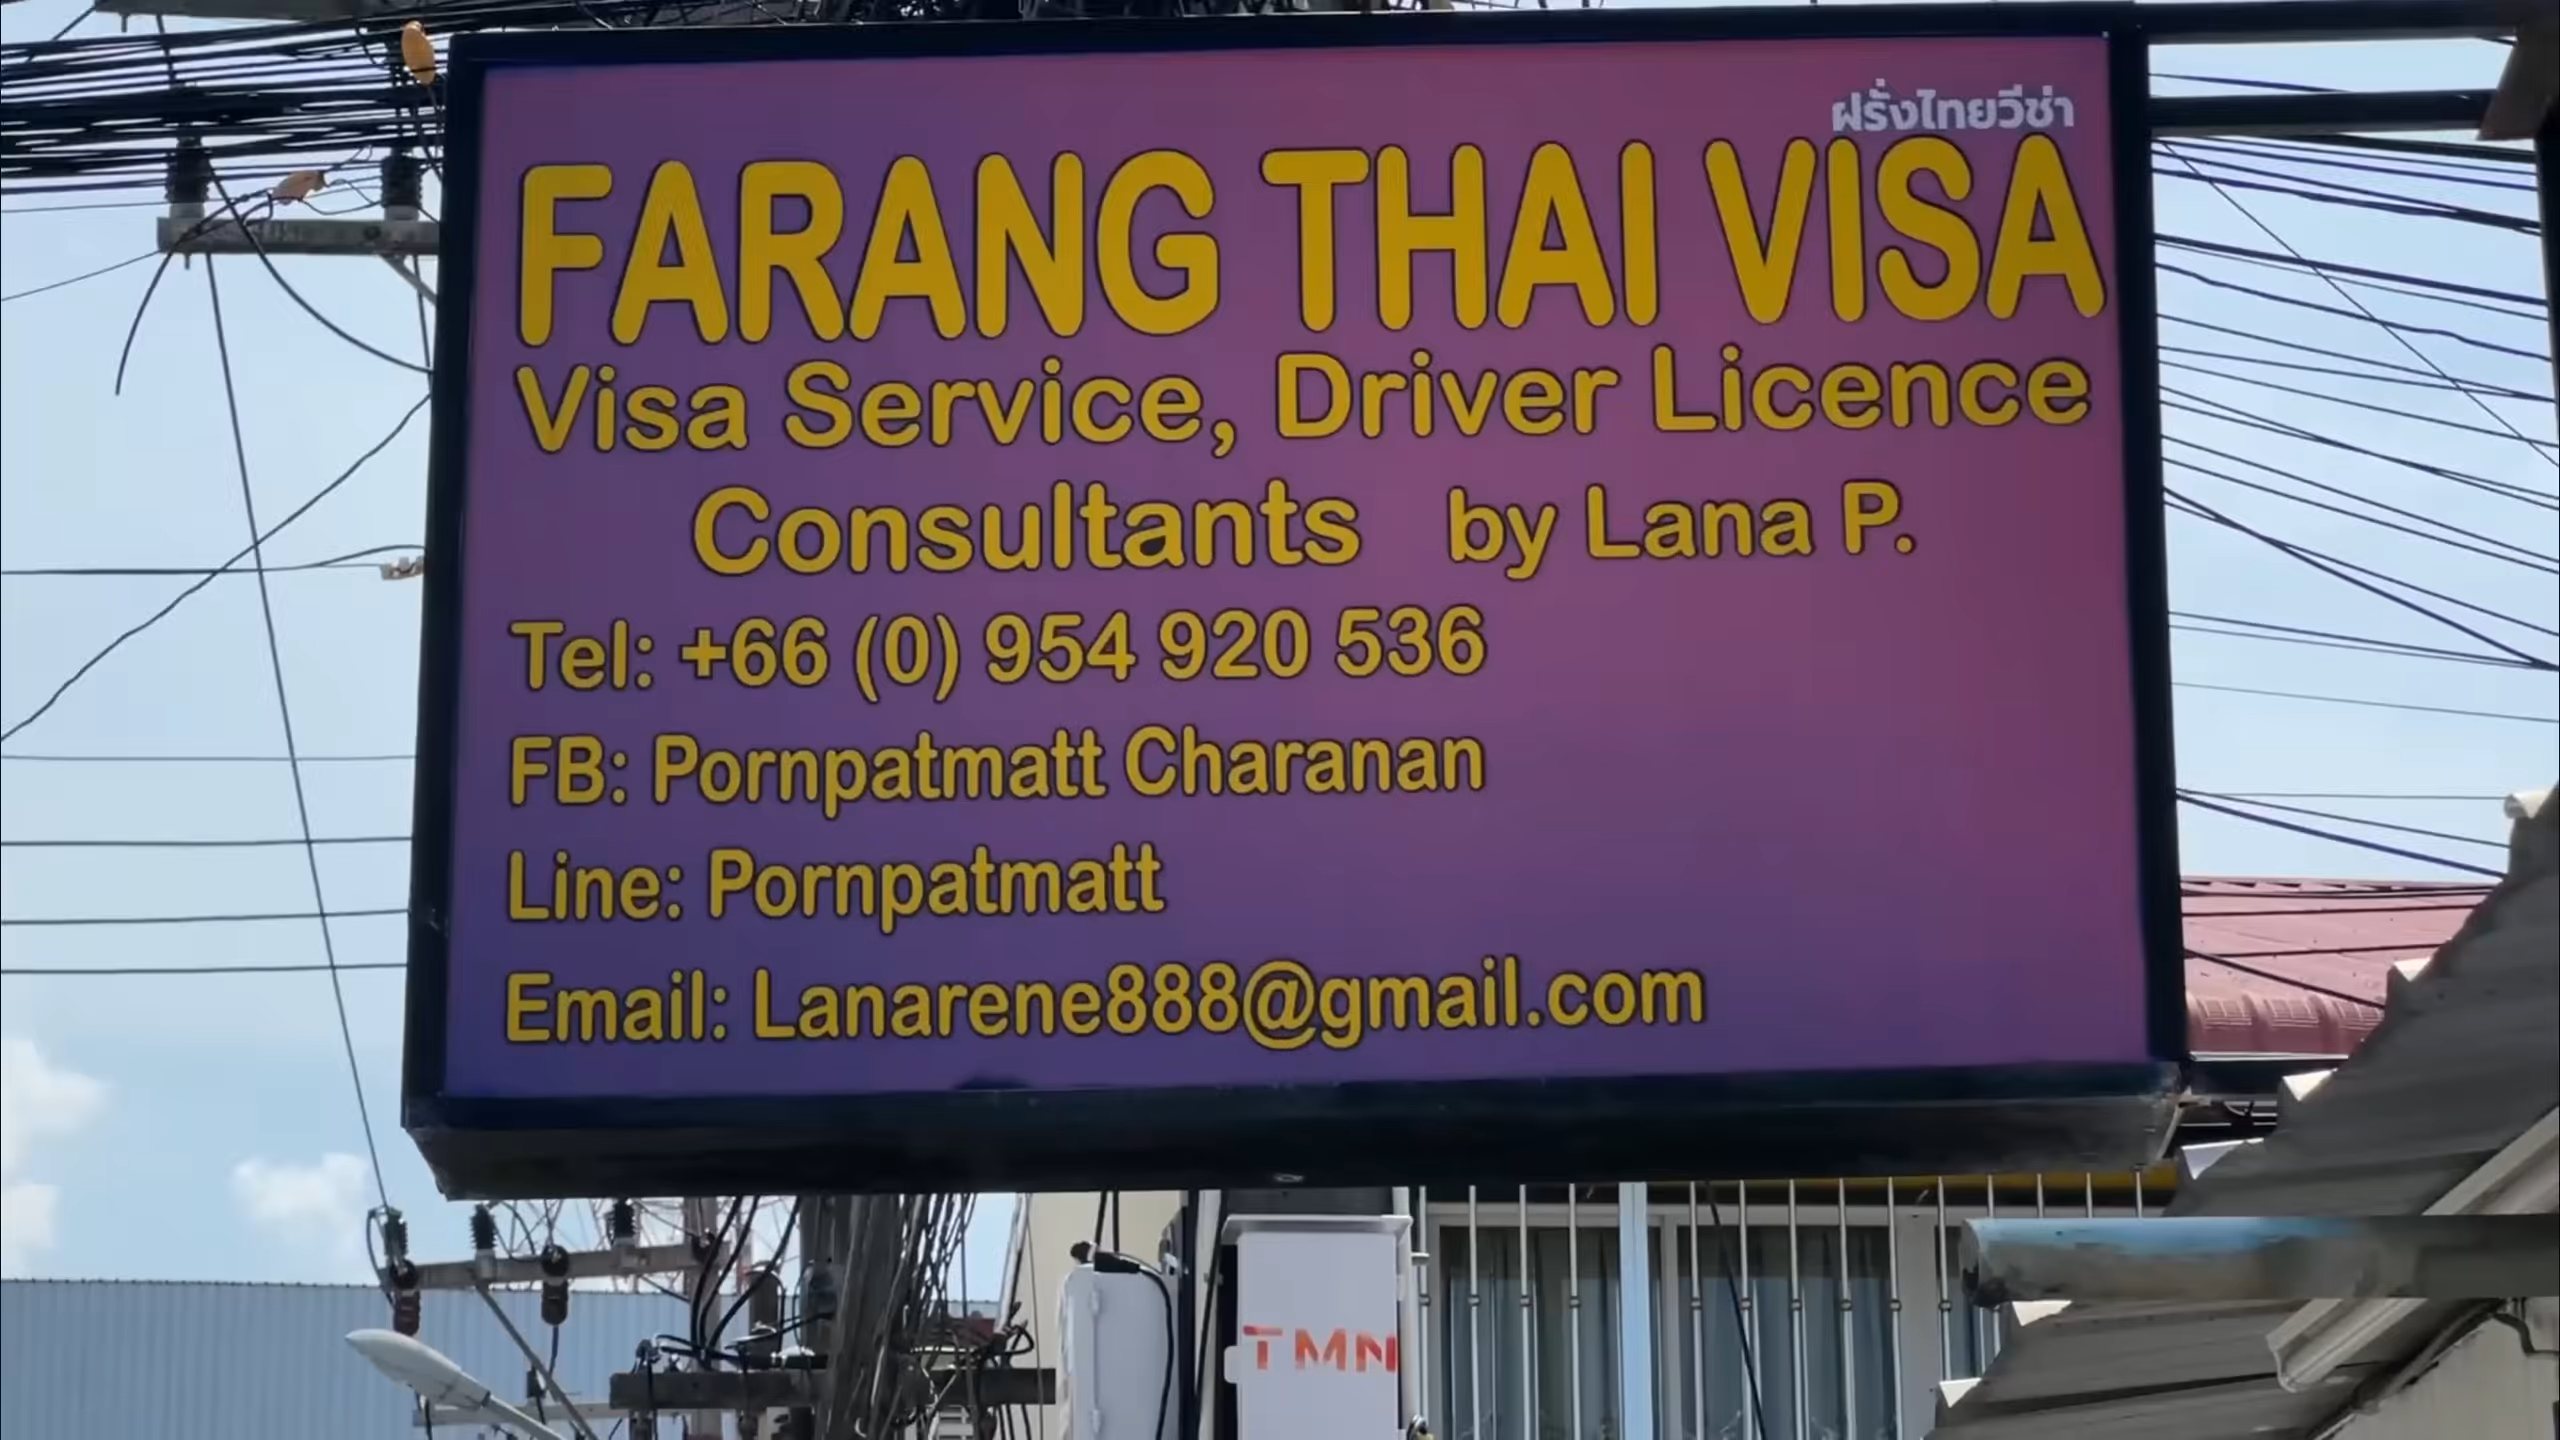 ฝรั่งไทยวีซ่า
FARANG THAI VISA
Visa Service, Driver Licence
Consultants by Lana P.
Tel: +66 (0) 954 920 536
FB: Pornpatmatt Charanan
Line: Pornpatmatt
Email: Lanarene888@gmail.com
TMN